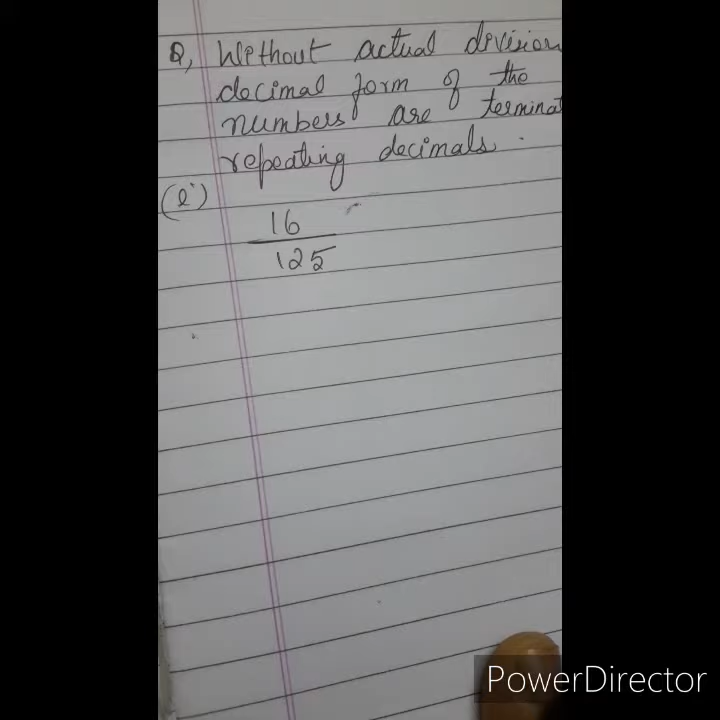 Q, Without actual division
decimal form of the
numbers are terminat
repeating decimals.
(i)
16
125
PowerDirector